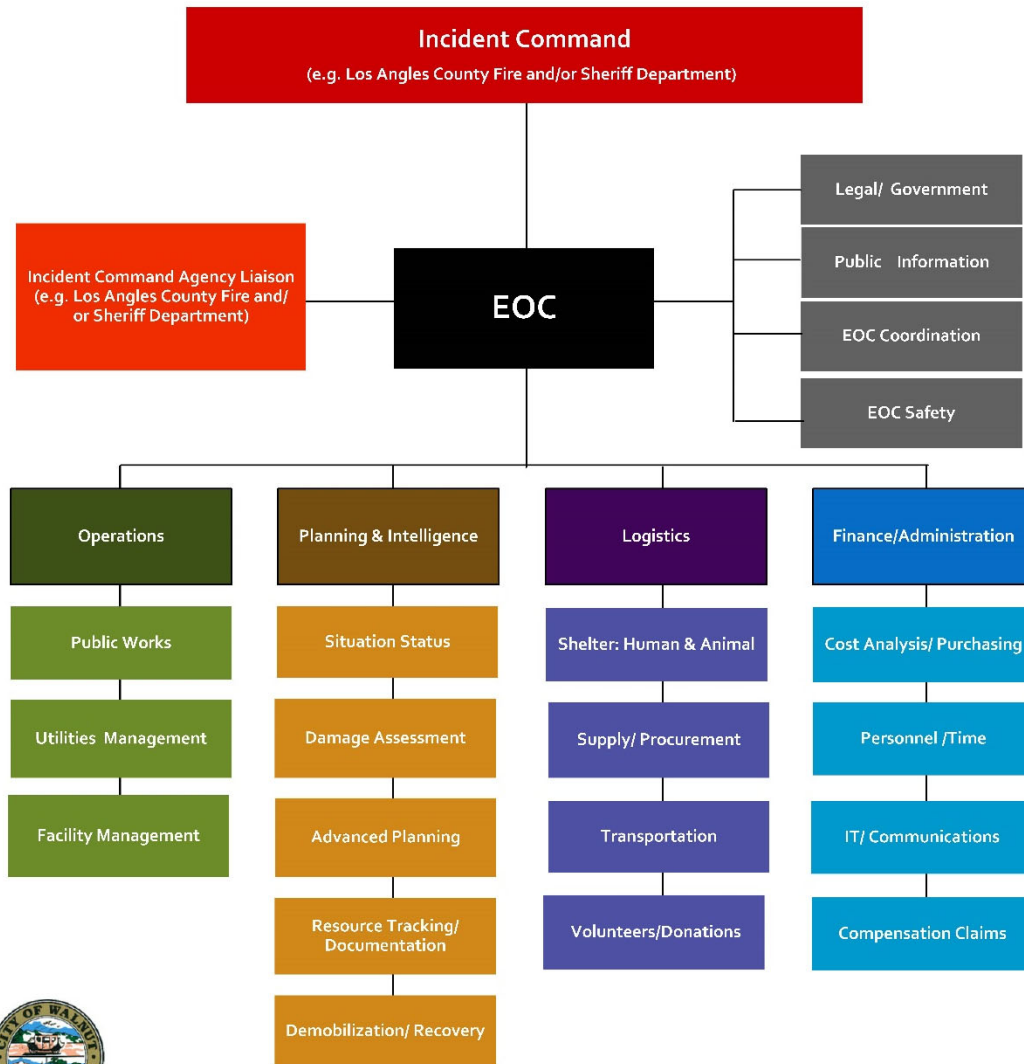 Incident Command
(e.g. Los Angles County Fire and/or Sheriff Department)
Legal/ Government
Public Information
EOC Coordination
EOC Safety
Incident Command Agency Liaison
(e.g. Los Angles County Fire and/
or Sheriff Department)
EOC
Operations
Planning & Intelligence
Logistics
Finance/Administration
Public Works
Situation Status
Shelter: Human & Animal
Cost Analysis/ Purchasing
Utilities Management
Damage Assessment
Supply/ Procurement
Personnel /Time
Facility Management
Advanced Planning
Transportation
IT/ Communications
Resource Tracking/
Documentation
Volunteers/Donations
Compensation Claims
Demobilization/ Recovery
CITY OF WALNUT